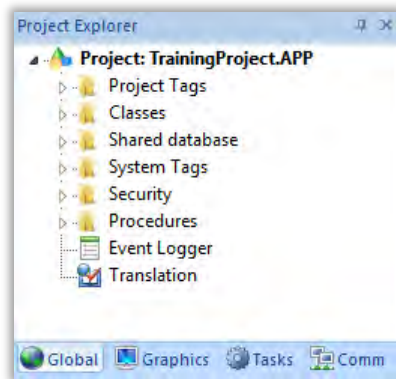 Project Explorer
Project: TrainingProject.APP
Project Tags
Classes
Shared database
System Tags
Security
Procedures
Event Logger
Translation
Global Graphics Tasks Comm